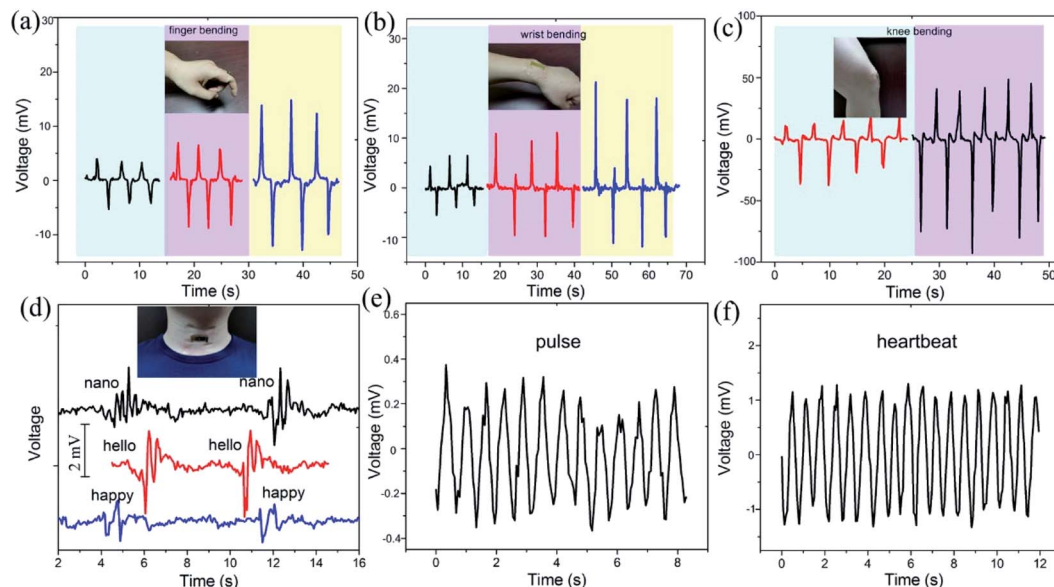 (a)
finger bending
Voltage (mV)
30
20
10
0
-10
0 10 20 30 40 50
Time (s)
(b)
wrist bending
Voltage (mV)
30
20
10
0
-10
0 10 20 30 40 50 60 70
Time (s)
(c)
knee bending
Voltage (mV)
100
50
0
-50
-100
0 10 20 30 40 50
Time (s)
(d)
nano
nano
hello
hello
happy
happy
2 mV
Voltage
2 4 6 8 10 12 14 16
Time (s)
(e)
pulse
Voltage (mV)
0.6
0.4
0.2
0.0
-0.2
-0.4
0 2 4 6 8
Time (s)
(f)
heartbeat
Voltage (mV)
2
1
0
-1
0 2 4 6 8 10 12
Time (s)